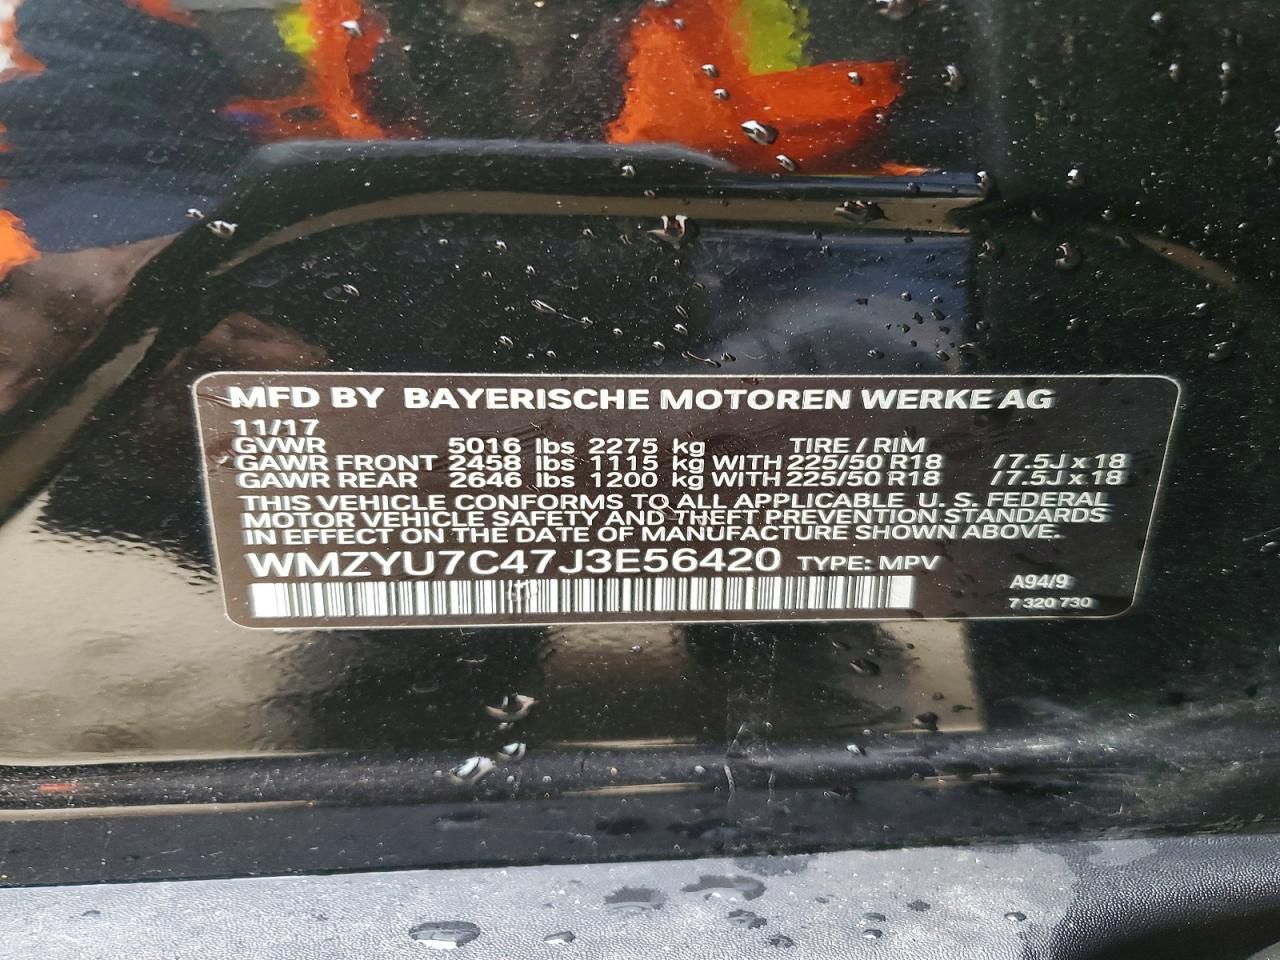 MFD BY BAYERISCHE MOTOREN WERKE AG
11/17
GVWR 5016 lbs 2275 kg TIRE / RIM
GAWR FRONT 2458 lbs 1115 kg WITH 225/50 R18 /7.5J x 18
GAWR REAR 2646 lbs 1200 kg WITH 225/50 R18 /7.5J x 18
THIS VEHICLE CONFORMS TO ALL APPLICABLE U.S. FEDERAL
MOTOR VEHICLE SAFETY AND THEFT PREVENTION STANDARDS
IN EFFECT ON THE DATE OF MANUFACTURE SHOWN ABOVE.
WMZYU7C47J3E56420 TYPE: MPV
A94/9
7 320 730